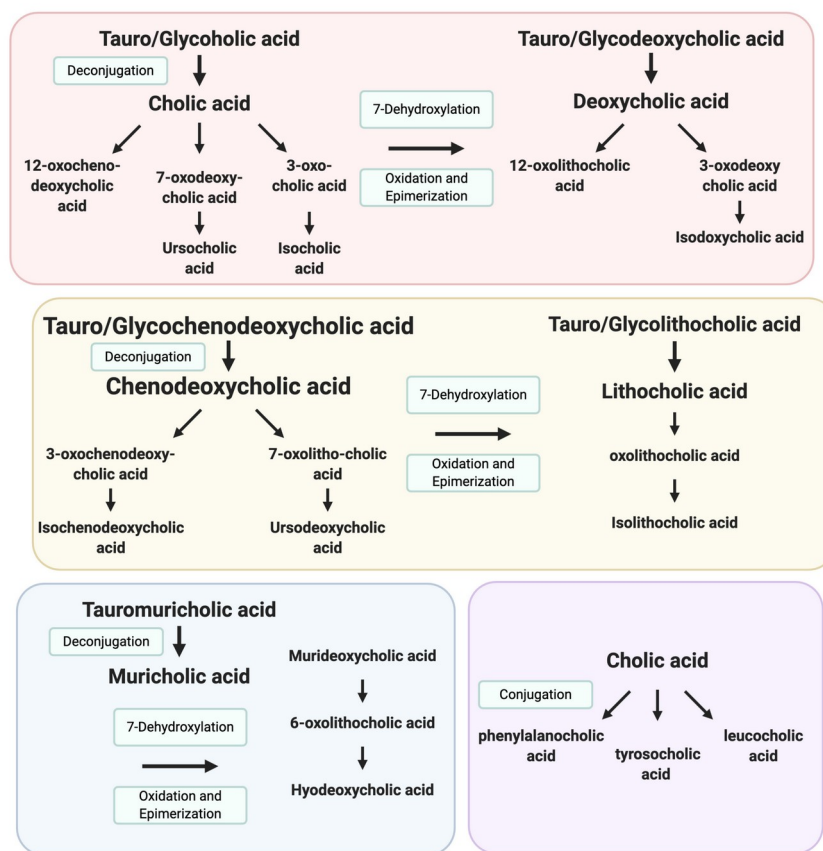 Tauro/Glycoholic acid
Deconjugation
Cholic acid
12-oxocheno-
deoxycholic
acid
7-oxodeoxy-
cholic acid
Ursocholic
acid
3-oxo-
cholic acid
Isocholic
acid
7-Dehydroxylation
Oxidation and
Epimerization
Tauro/Glycodeoxycholic acid
Deoxycholic acid
12-oxolithocholic
acid
3-oxodeoxy
cholic acid
Isodoxycholic acid
Tauro/Glycochenodeoxycholic acid
Deconjugation
Chenodeoxycholic acid
3-oxochenodeoxy-
cholic acid
Isochenodeoxycholic
acid
7-oxolitho-cholic
acid
Ursodeoxycholic
acid
7-Dehydroxylation
Oxidation and
Epimerization
Tauro/Glycolithocholic acid
Lithocholic acid
oxolithocholic acid
Isolithocholic acid
Tauromuricholic acid
Deconjugation
Muricholic acid
7-Dehydroxylation
Oxidation and
Epimerization
Murideoxycholic acid
6-oxolithocholic acid
Hyodeoxycholic acid
Cholic acid
Conjugation
phenylalanocholic
acid
tyrosocholic
acid
leucocholic
acid